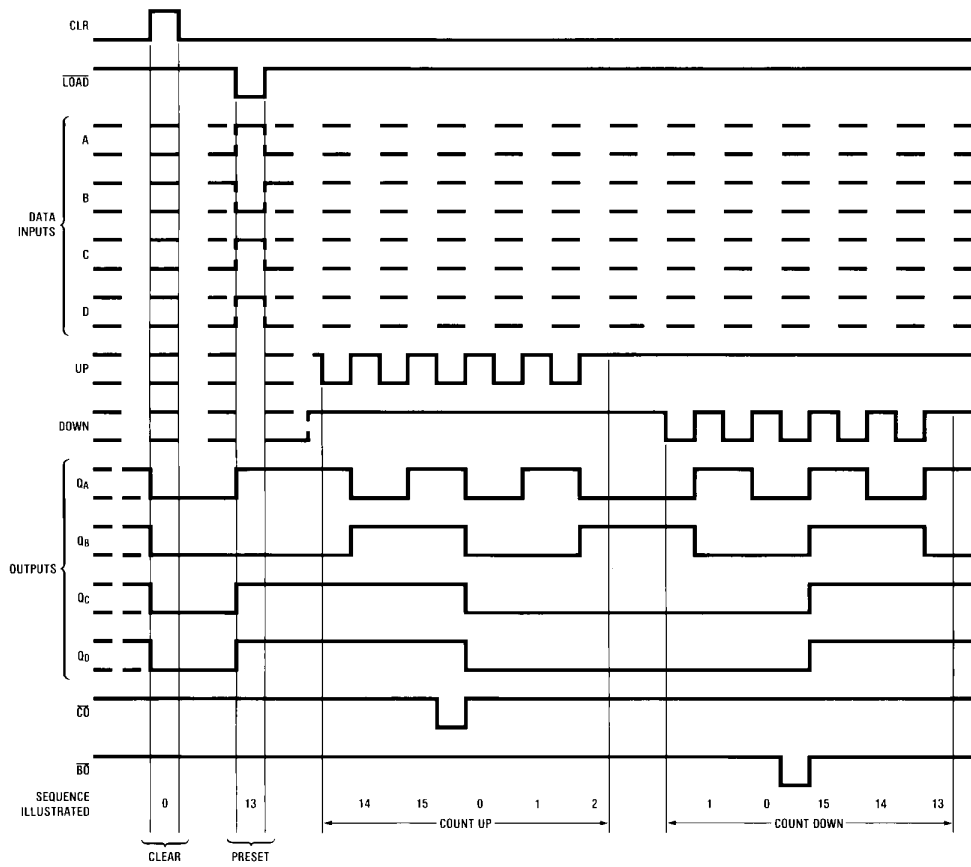 CLR
LOAD
A
B
DATA
INPUTS
C
D
UP
DOWN
QA
QB
OUTPUTS
QC
QD
CO
BO
SEQUENCE
ILLUSTRATED
0 13 14 15 0 1 2 1 0 15 14 13
COUNT UP COUNT DOWN
CLEAR PRESET